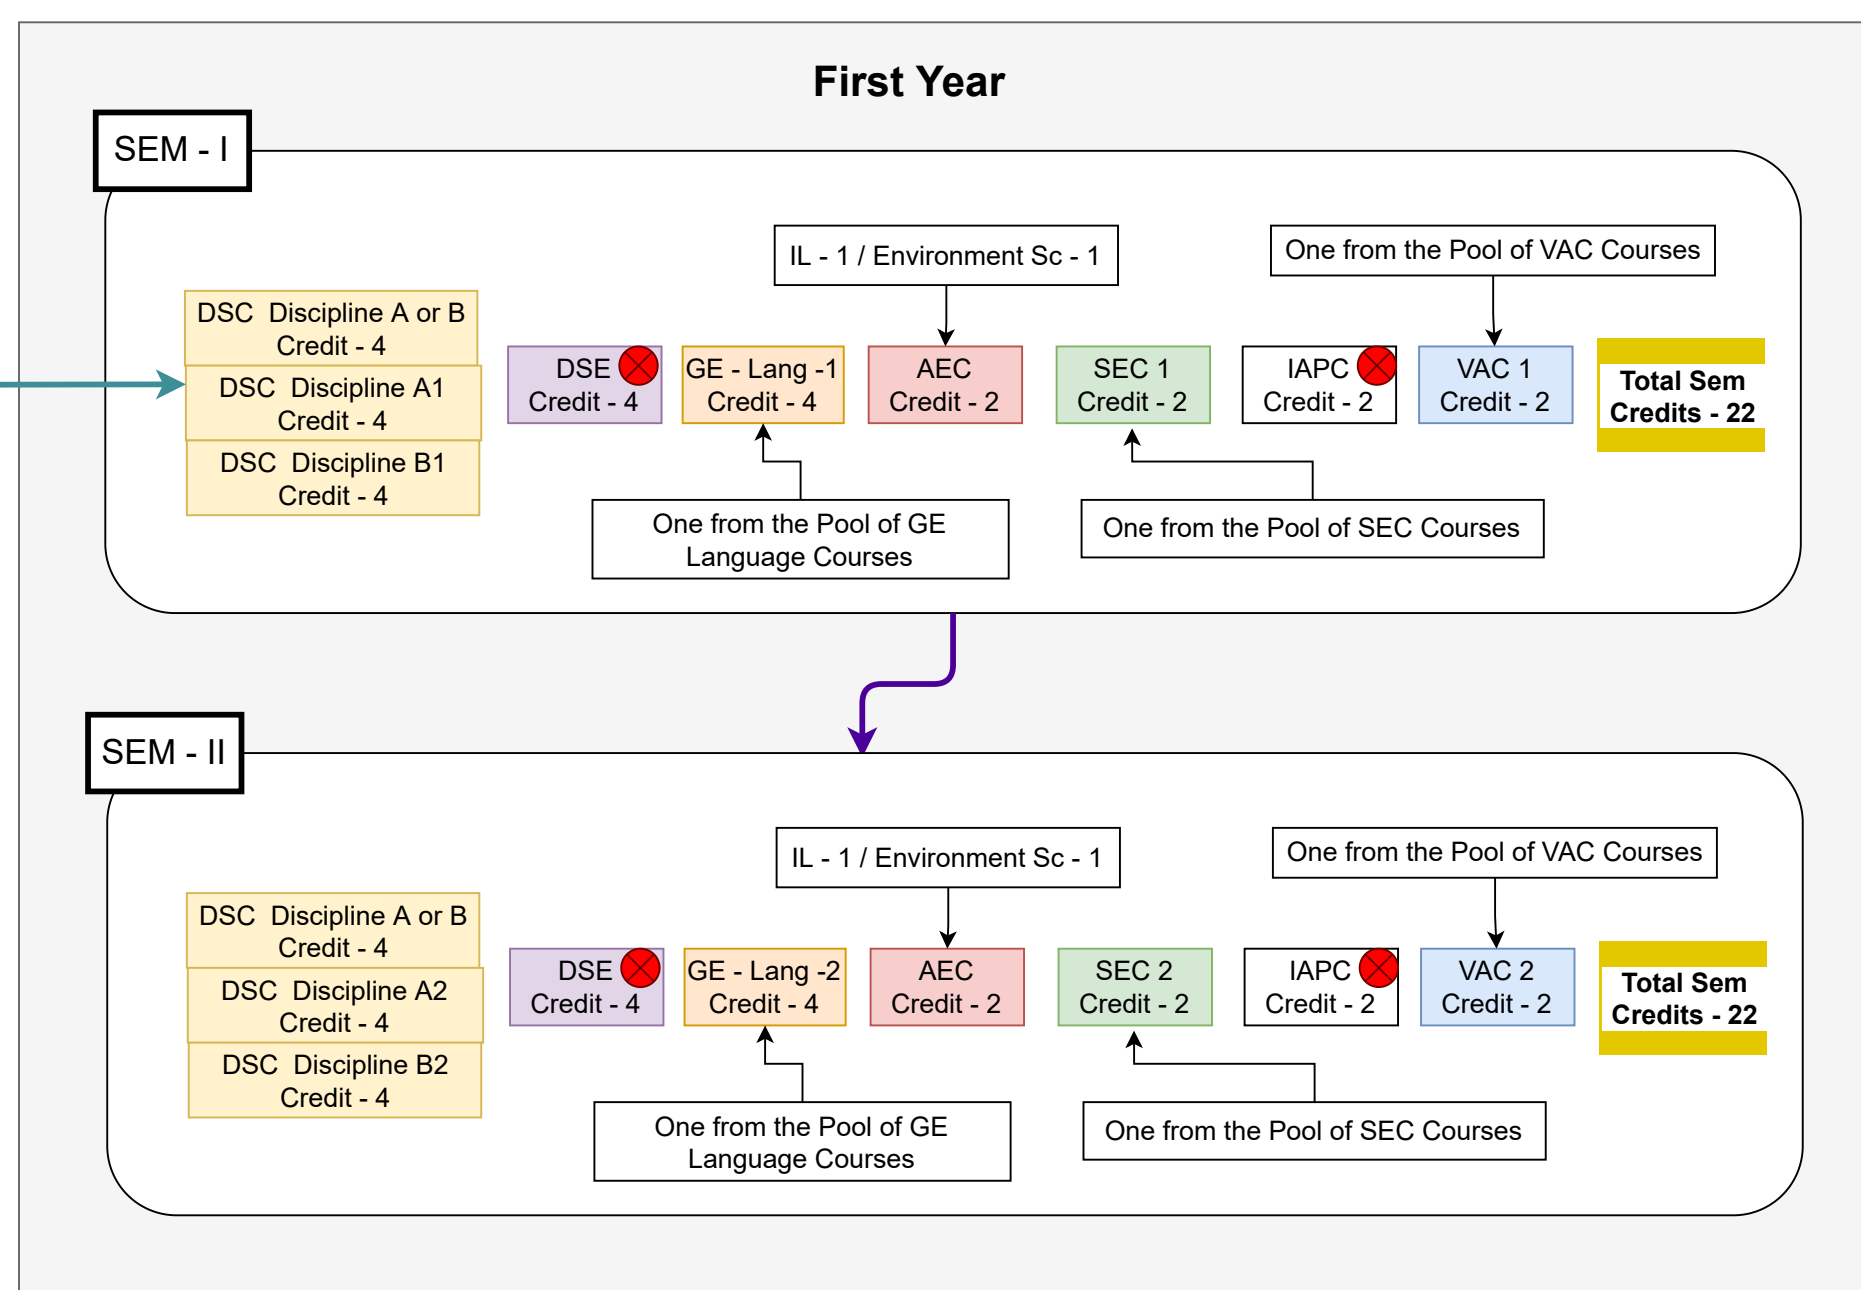 First Year
SEM - I
IL - 1 / Environment Sc - 1
One from the Pool of VAC Courses
DSC  Discipline A or B
Credit - 4
DSC  Discipline A1
Credit - 4
DSC  Discipline B1
Credit - 4
DSE
Credit - 4
GE - Lang -1
Credit - 4
AEC
Credit - 2
SEC 1
Credit - 2
IAPC
Credit - 2
VAC 1
Credit - 2
Total Sem
Credits - 22
One from the Pool of GE
Language Courses
One from the Pool of SEC Courses
SEM - II
IL - 1 / Environment Sc - 1
One from the Pool of VAC Courses
DSC  Discipline A or B
Credit - 4
DSC  Discipline A2
Credit - 4
DSC  Discipline B2
Credit - 4
DSE
Credit - 4
GE - Lang -2
Credit - 4
AEC
Credit - 2
SEC 2
Credit - 2
IAPC
Credit - 2
VAC 2
Credit - 2
Total Sem
Credits - 22
One from the Pool of GE
Language Courses
One from the Pool of SEC Courses